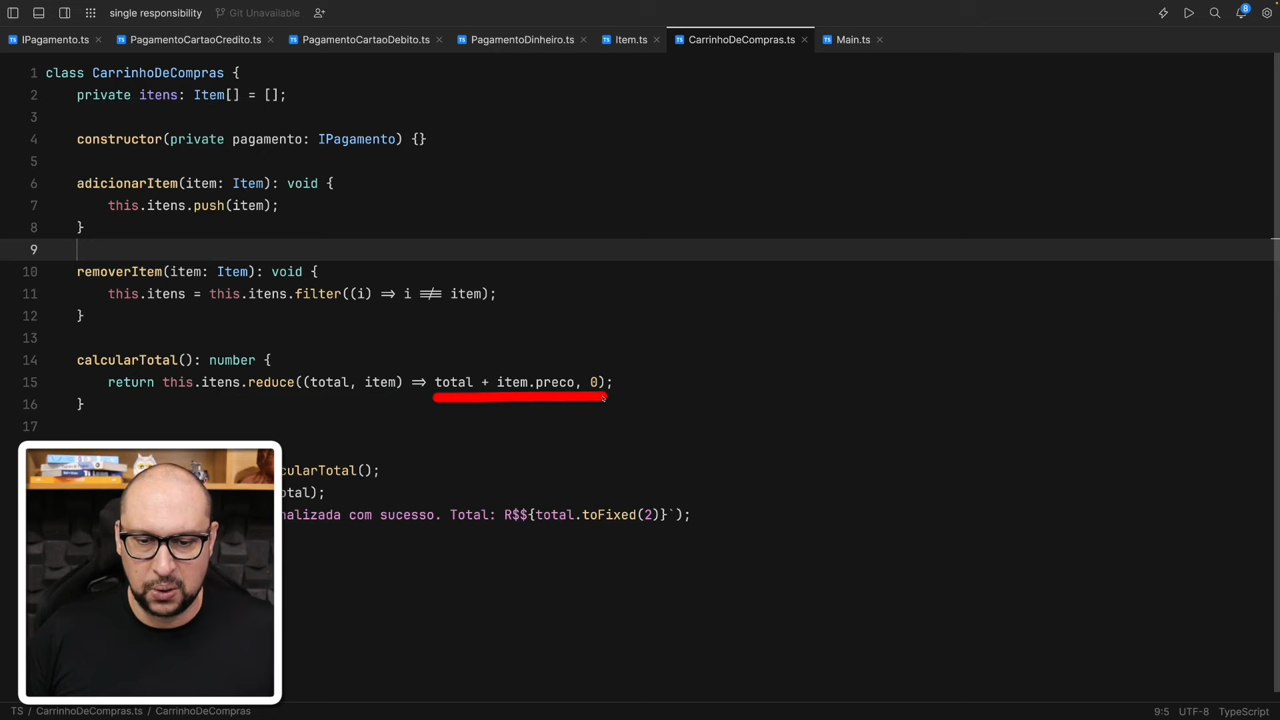 single responsibility Git Unavailable 8
IPagamento.ts PagamentoCartaoCredito.ts PagamentoCartaoDebito.ts PagamentoDinheiro.ts Item.ts CarrinhoDeCompras.ts Main.ts
1 class CarrinhoDeCompras {
2 private itens: Item[] = [];
3
4 constructor(private pagamento: IPagamento) {}
5
6 adicionarItem(item: Item): void {
7 this.itens.push(item);
8 }
9
10 removerItem(item: Item): void {
11 this.itens = this.itens.filter((i) => i !== item);
12 }
13
14 calcularTotal(): number {
15 return this.itens.reduce((total, item) => total + item.preco, 0);
16 }
17
cularTotal();
otal);
nalizada com sucesso. Total: R$${total.toFixed(2)}`);
TS / CarrinhoDeCompras.ts / CarrinhoDeCompras 9:5 UTF-8 TypeScript